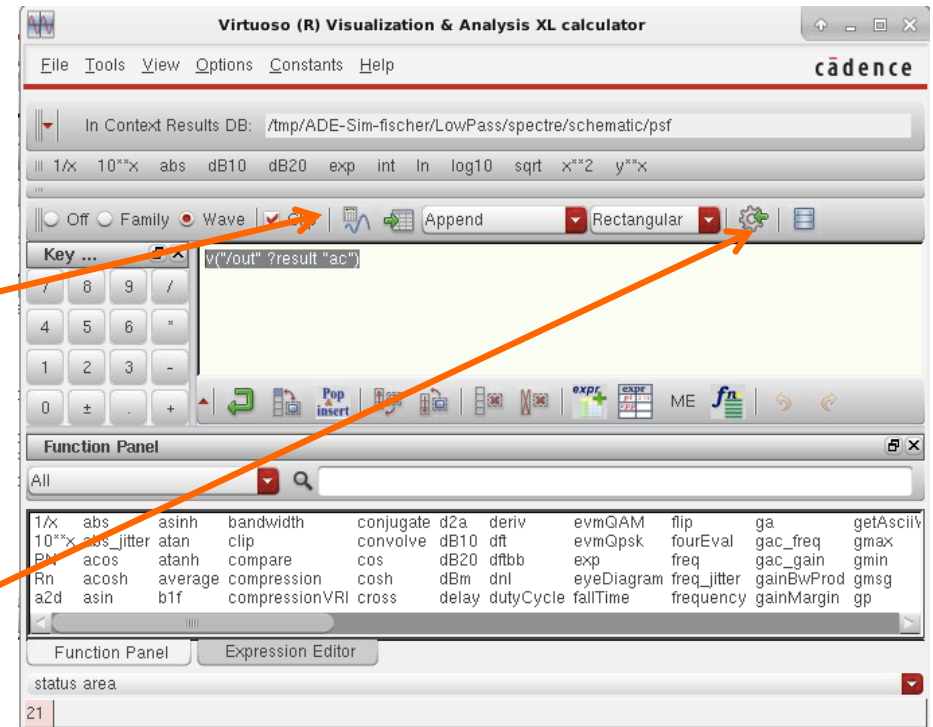 Virtuoso (R) Visualization & Analysis XL calculator
File Tools View Options Constants Help
cādence
In Context Results DB: /tmp/ADE-Sim-fischer/LowPass/spectre/schematic/psf
1/x 10**x abs dB10 dB20 exp int ln log10 sqrt x**2 y**x
Off Family Wave Append Rectangular
Key ...
v("/out" ?result "ac")
7 8 9 /
4 5 6 *
1 2 3 -
0 ± . +
Pop insert
expr
expr
ME fn
Function Panel
All
1/x abs asinh bandwidth conjugate d2a deriv evmQAM flip ga
10**x abs_jitter atan clip convolve dB10 dft evmQpsk fourEval gac_freq gmax
acos atanh compare cos dB20 dftbb exp freq gac_gain gmin
Rn acosh average compression cosh dBm dnl eyeDiagram freq_jitter gainBwProd gmsg
a2d asin b1f compressionVRI cross delay dutyCycle fallTime frequency gainMargin gp
Function Panel Expression Editor
status area
21